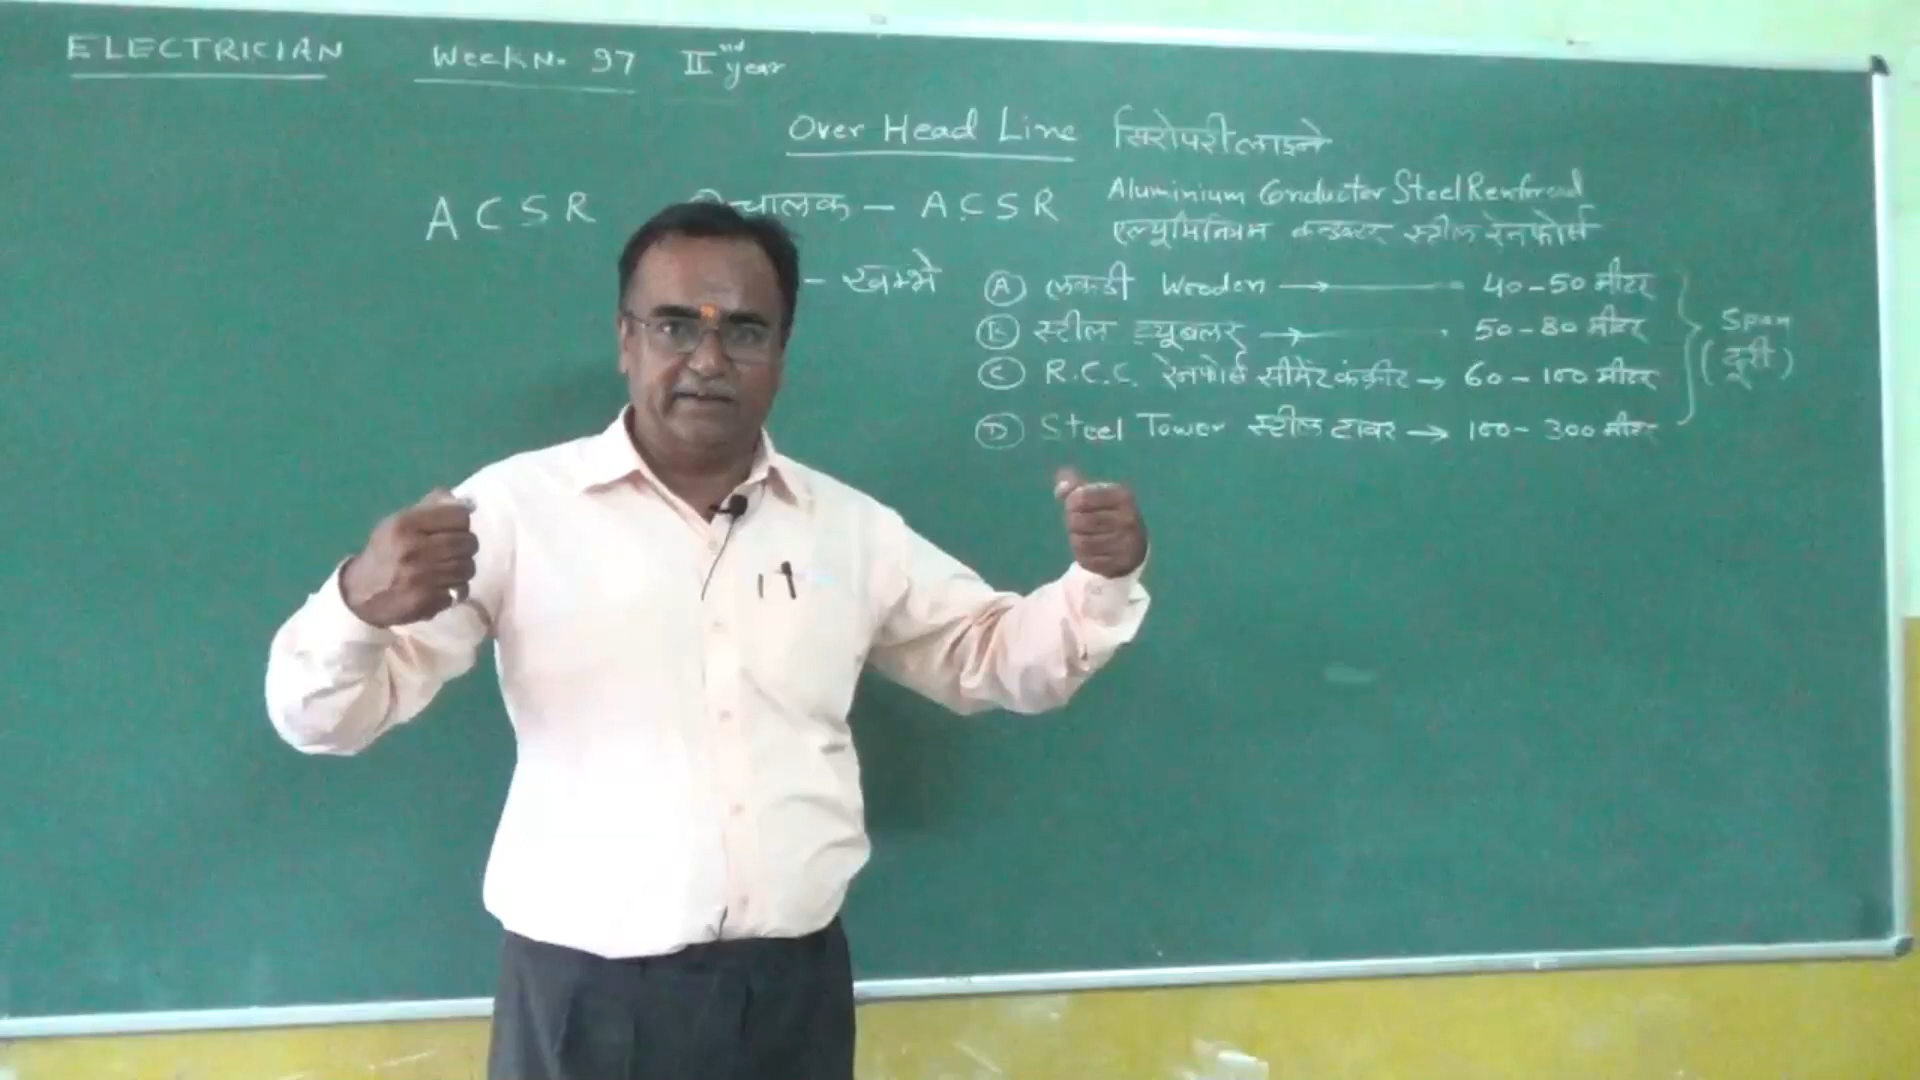 ELECTRICIAN Week No. 97 IInd year
Over Head Line सिरोपरी लाइने
ACSR चालक - ACSR Aluminium Conductor Steel Renforced
एल्यूमिनियम कन्डक्टर स्टील रेनफोर्स
- खम्भे (A) लकडी Wooden → 40-50 मीटर
(B) स्टील ट्यूबलर → 50-80 मीटर
(C) R.C.C. रेनफोर्स सीमेंट कंक्रीट → 60-100 मीटर
(D) Steel Tower स्टील टावर → 100-300 मीटर
Span
(दूरी)